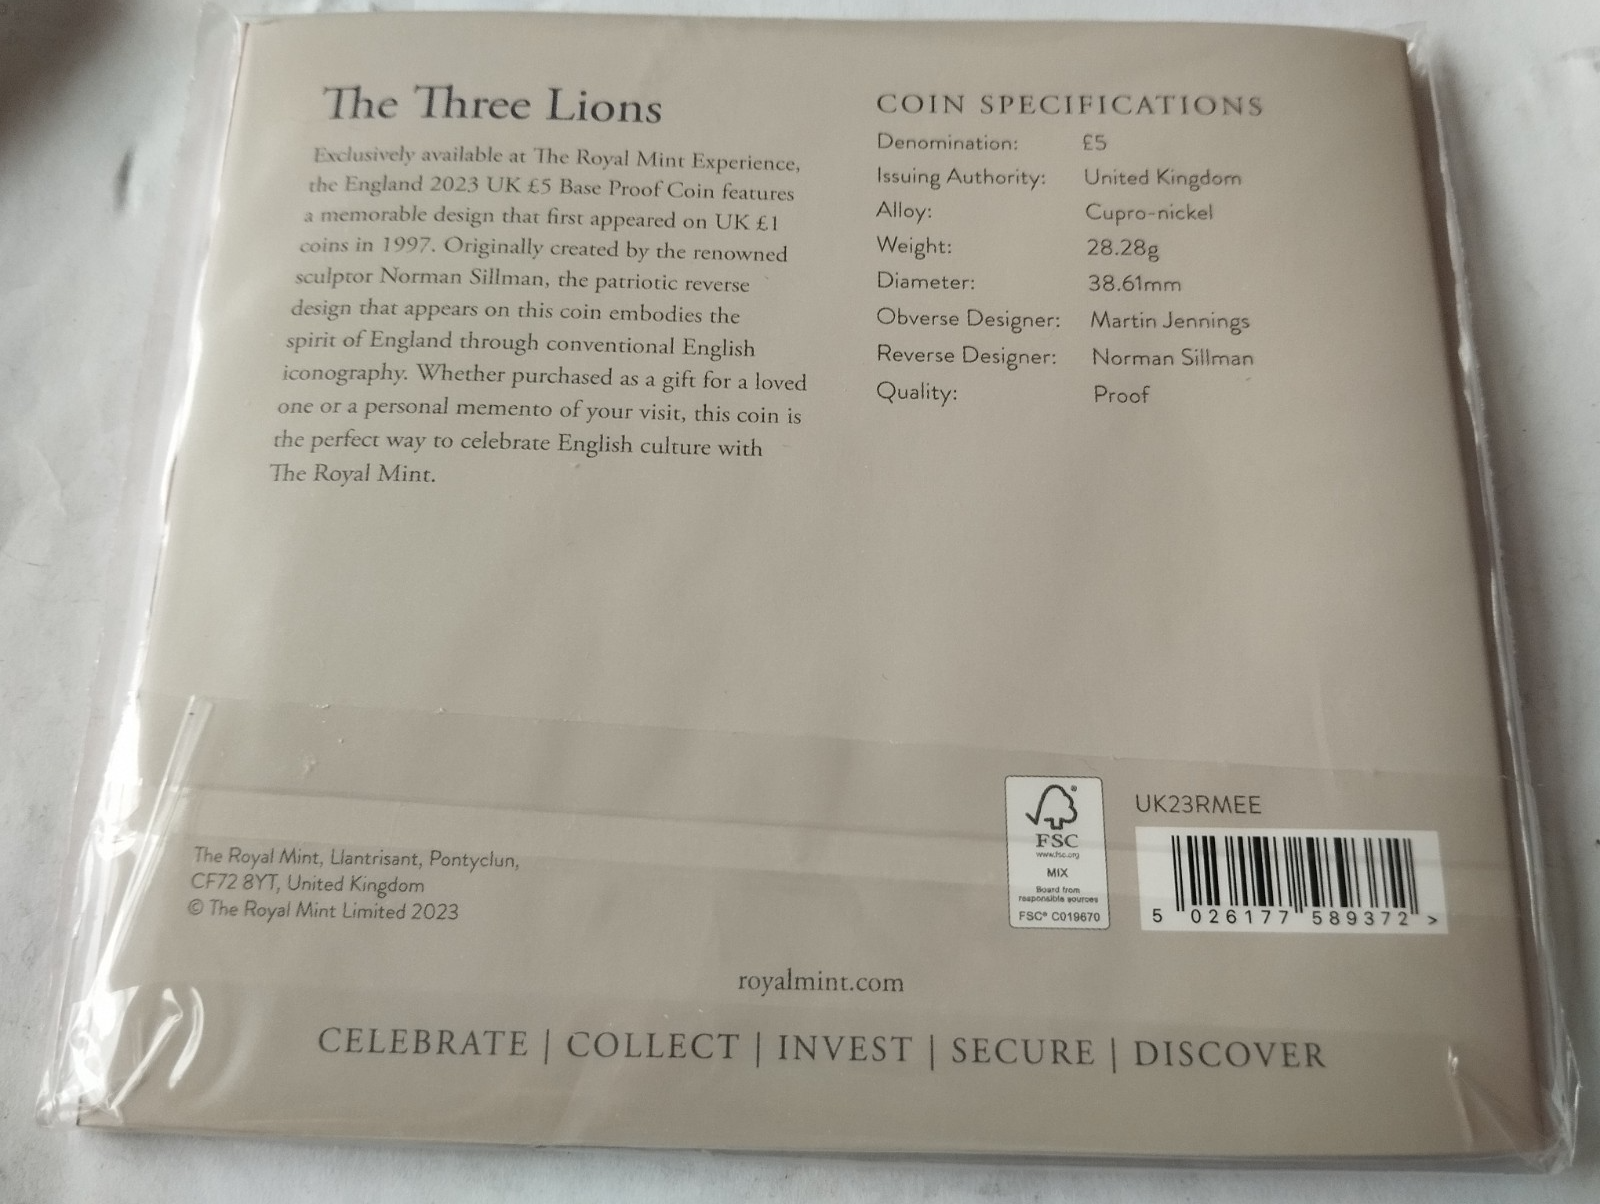 The Three Lions
Exclusively available at The Royal Mint Experience,
the England 2023 UK £5 Base Proof Coin features
a memorable design that first appeared on UK £1
coins in 1997. Originally created by the renowned
sculptor Norman Sillman, the patriotic reverse
design that appears on this coin embodies the
spirit of England through conventional English
iconography. Whether purchased as a gift for a loved
one or a personal memento of your visit, this coin is
the perfect way to celebrate English culture with
The Royal Mint.
COIN SPECIFICATIONS
Denomination: £5
Issuing Authority: United Kingdom
Alloy: Cupro-nickel
Weight: 28.28g
Diameter: 38.61mm
Obverse Designer: Martin Jennings
Reverse Designer: Norman Sillman
Quality: Proof
The Royal Mint, Llantrisant, Pontyclun,
CF72 8YT, United Kingdom
© The Royal Mint Limited 2023
®
FSC
www.fsc.org
MIX
Board from
responsible sources
FSC® C019670
UK23RMEE
5 026177 589372 >
royalmint.com
CELEBRATE | COLLECT | INVEST | SECURE | DISCOVER